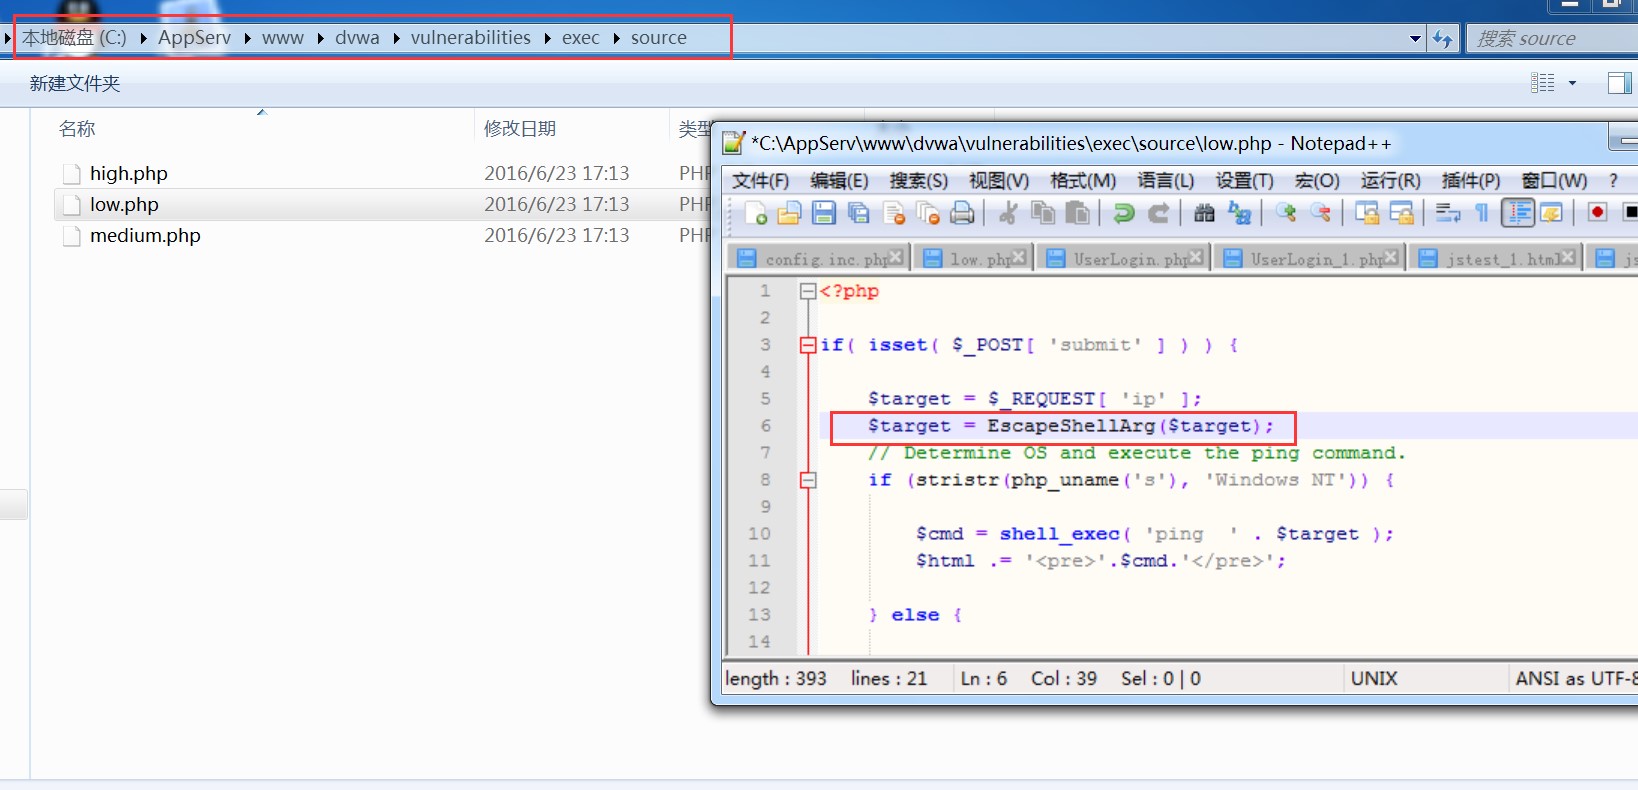 本地磁盘 (C:) AppServ www dvwa vulnerabilities exec source
搜索 source
新建文件夹
名称 修改日期 类型
high.php 2016/6/23 17:13 PHP
low.php 2016/6/23 17:13 PHP
medium.php 2016/6/23 17:13 PHP
*C:\AppServ\www\dvwa\vulnerabilities\exec\source\low.php - Notepad++
文件(F) 编辑(E) 搜索(S) 视图(V) 格式(M) 语言(L) 设置(T) 宏(O) 运行(R) 插件(P) 窗口(W) ?
config.inc.php low.php UserLogin.php UserLogin_1.php jstest_1.html js
1 <?php
2
3 if( isset( $_POST[ 'submit' ] ) ) {
4
5 $target = $_REQUEST[ 'ip' ];
6 $target = EscapeShellArg($target);
7 // Determine OS and execute the ping command.
8 if (stristr(php_uname('s'), 'Windows NT')) {
9
10 $cmd = shell_exec( 'ping  ' . $target );
11 $html .= '<pre>'.$cmd.'</pre>';
12
13 } else {
14
length : 393 lines : 21 Ln : 6 Col : 39 Sel : 0 | 0 UNIX ANSI as UTF-8